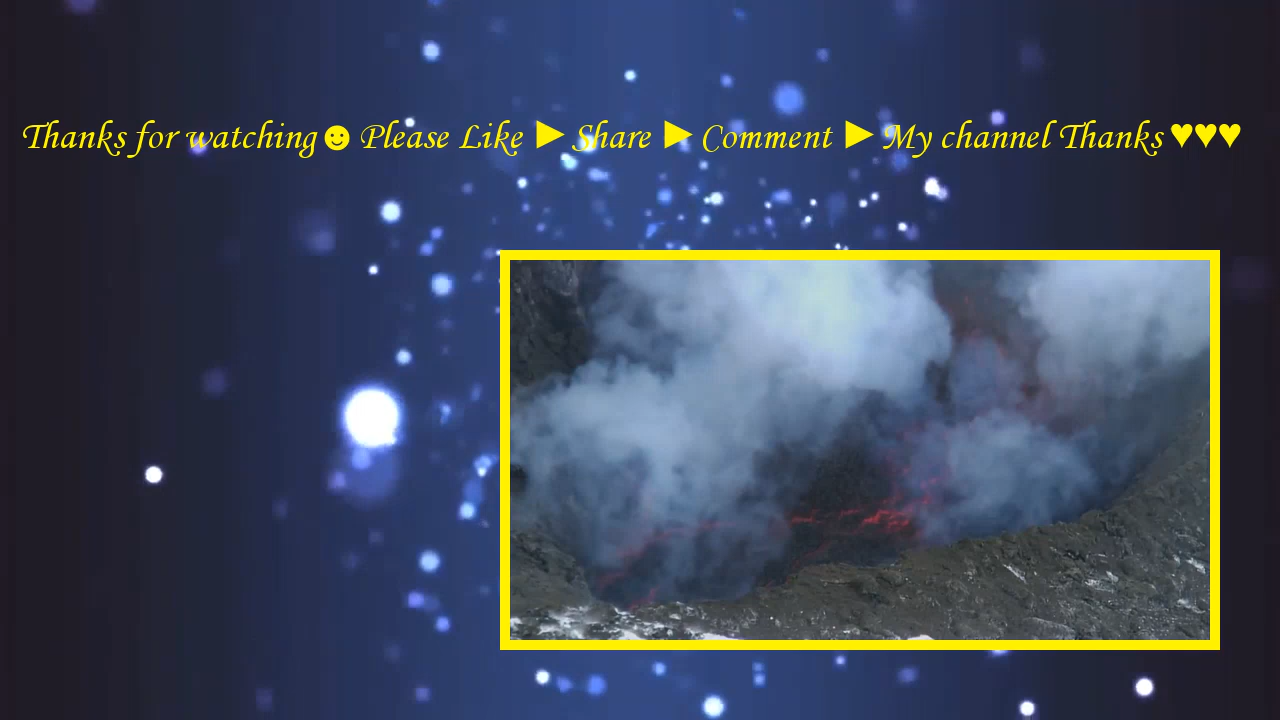 Thanks for watching☻Please Like ► Share ► Comment ► My channel Thanks ♥♥♥